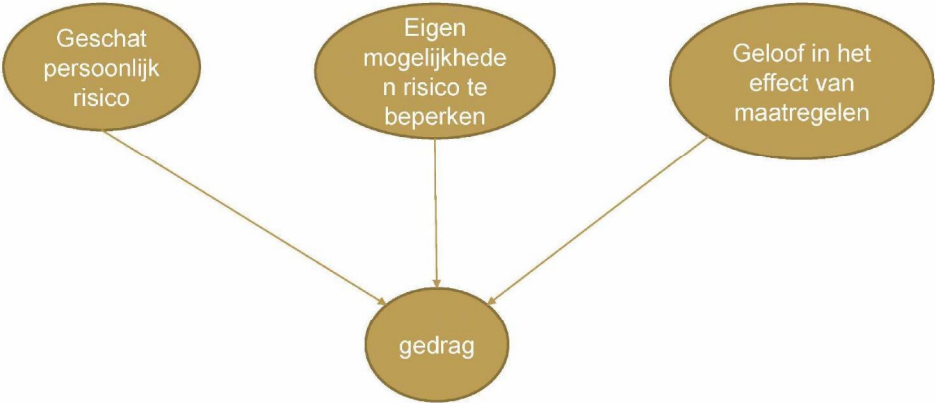 Geschat
persoonlijk
risico
Eigen
mogelijkhede
n risico te
beperken
Geloof in het
effect van
maatregelen
gedrag